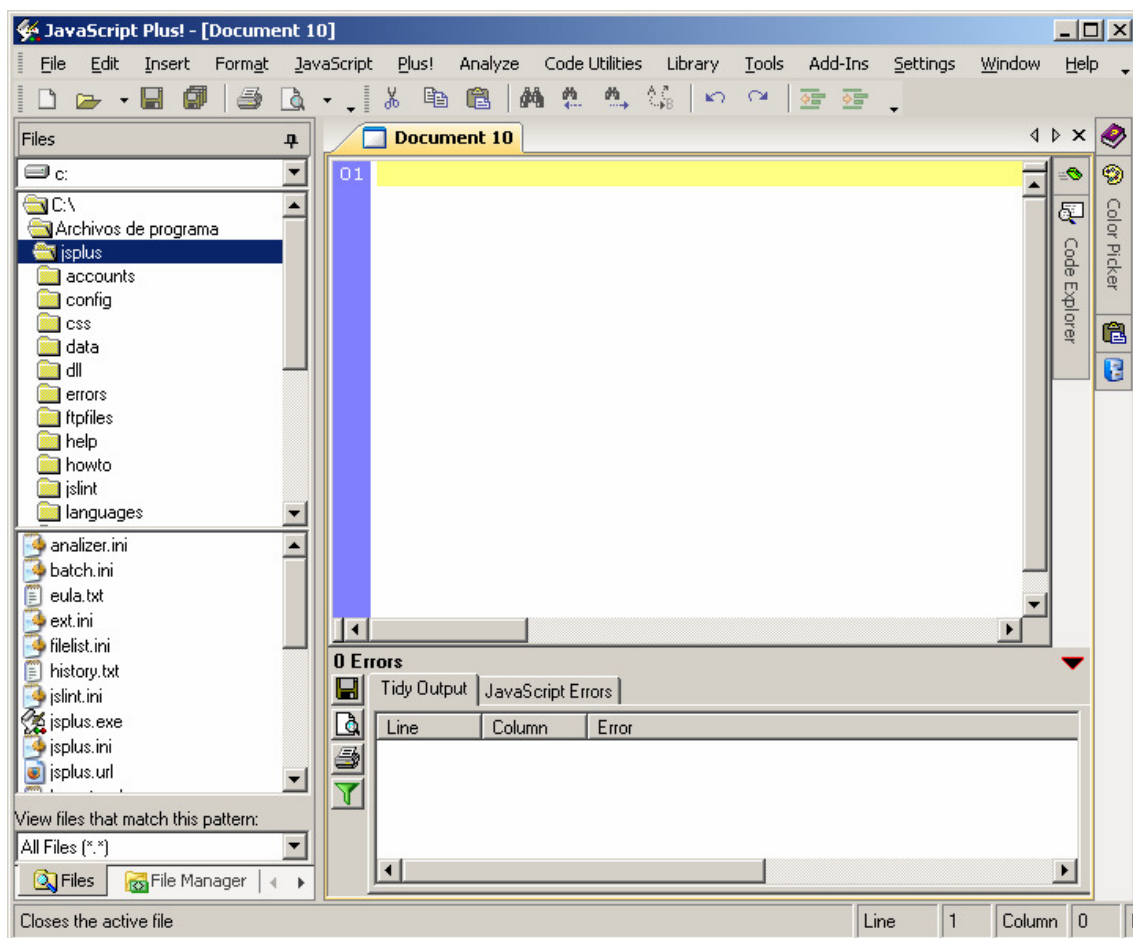 JavaScript Plus! - [Document 10]
File Edit Insert Format JavaScript Plus! Analyze Code Utilities Library Tools Add-Ins Settings Window Help
Files
Document 10
c:
01
C:\
Archivos de programa
jsplus
accounts
config
css
data
dll
errors
ftpfiles
help
howto
jslint
languages
Code Explorer
Color Picker
analizer.ini
batch.ini
eula.txt
ext.ini
filelist.ini
history.txt
jslint.ini
jsplus.exe
jsplus.ini
jsplus.url
View files that match this pattern:
All Files (*.*)
Files File Manager
0 Errors
Tidy Output JavaScript Errors
Line Column Error
Closes the active file
Line 1 Column 0